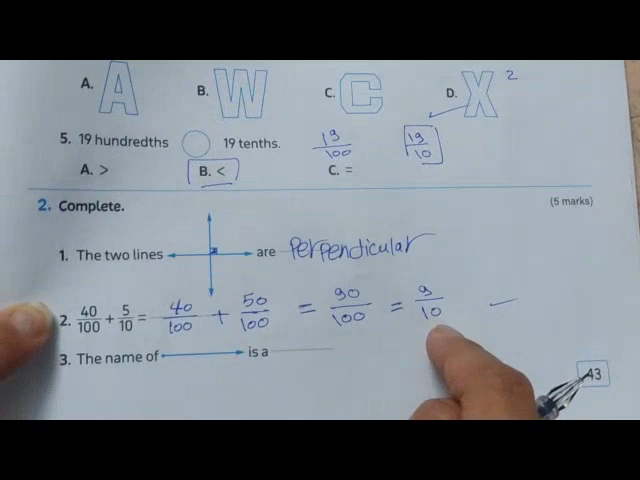 A. A B. W C. C D. X 2
5. 19 hundredths 19 tenths. 19/100 19/10
A. > B. < C. =
2. Complete. (5 marks)
1. The two lines are Perpendicular
2. 40/100 + 5/10 = 40/100 + 50/100 = 90/100 = 9/10
3. The name of is a
43